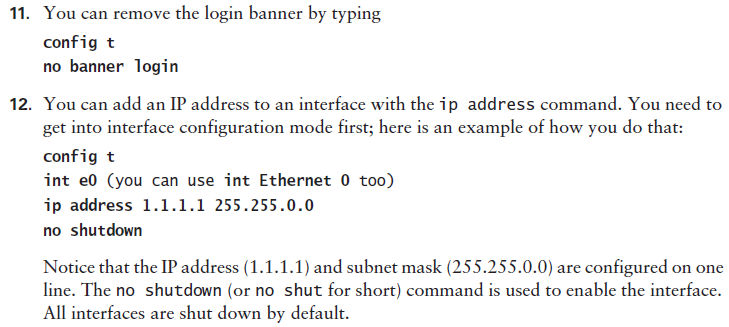 11. You can remove the login banner by typing
config t
no banner login
12. You can add an IP address to an interface with the ip address command. You need to
get into interface configuration mode first; here is an example of how you do that:
config t
int e0 (you can use int Ethernet 0 too)
ip address 1.1.1.1 255.255.0.0
no shutdown
Notice that the IP address (1.1.1.1) and subnet mask (255.255.0.0) are configured on one
line. The no shutdown (or no shut for short) command is used to enable the interface.
All interfaces are shut down by default.